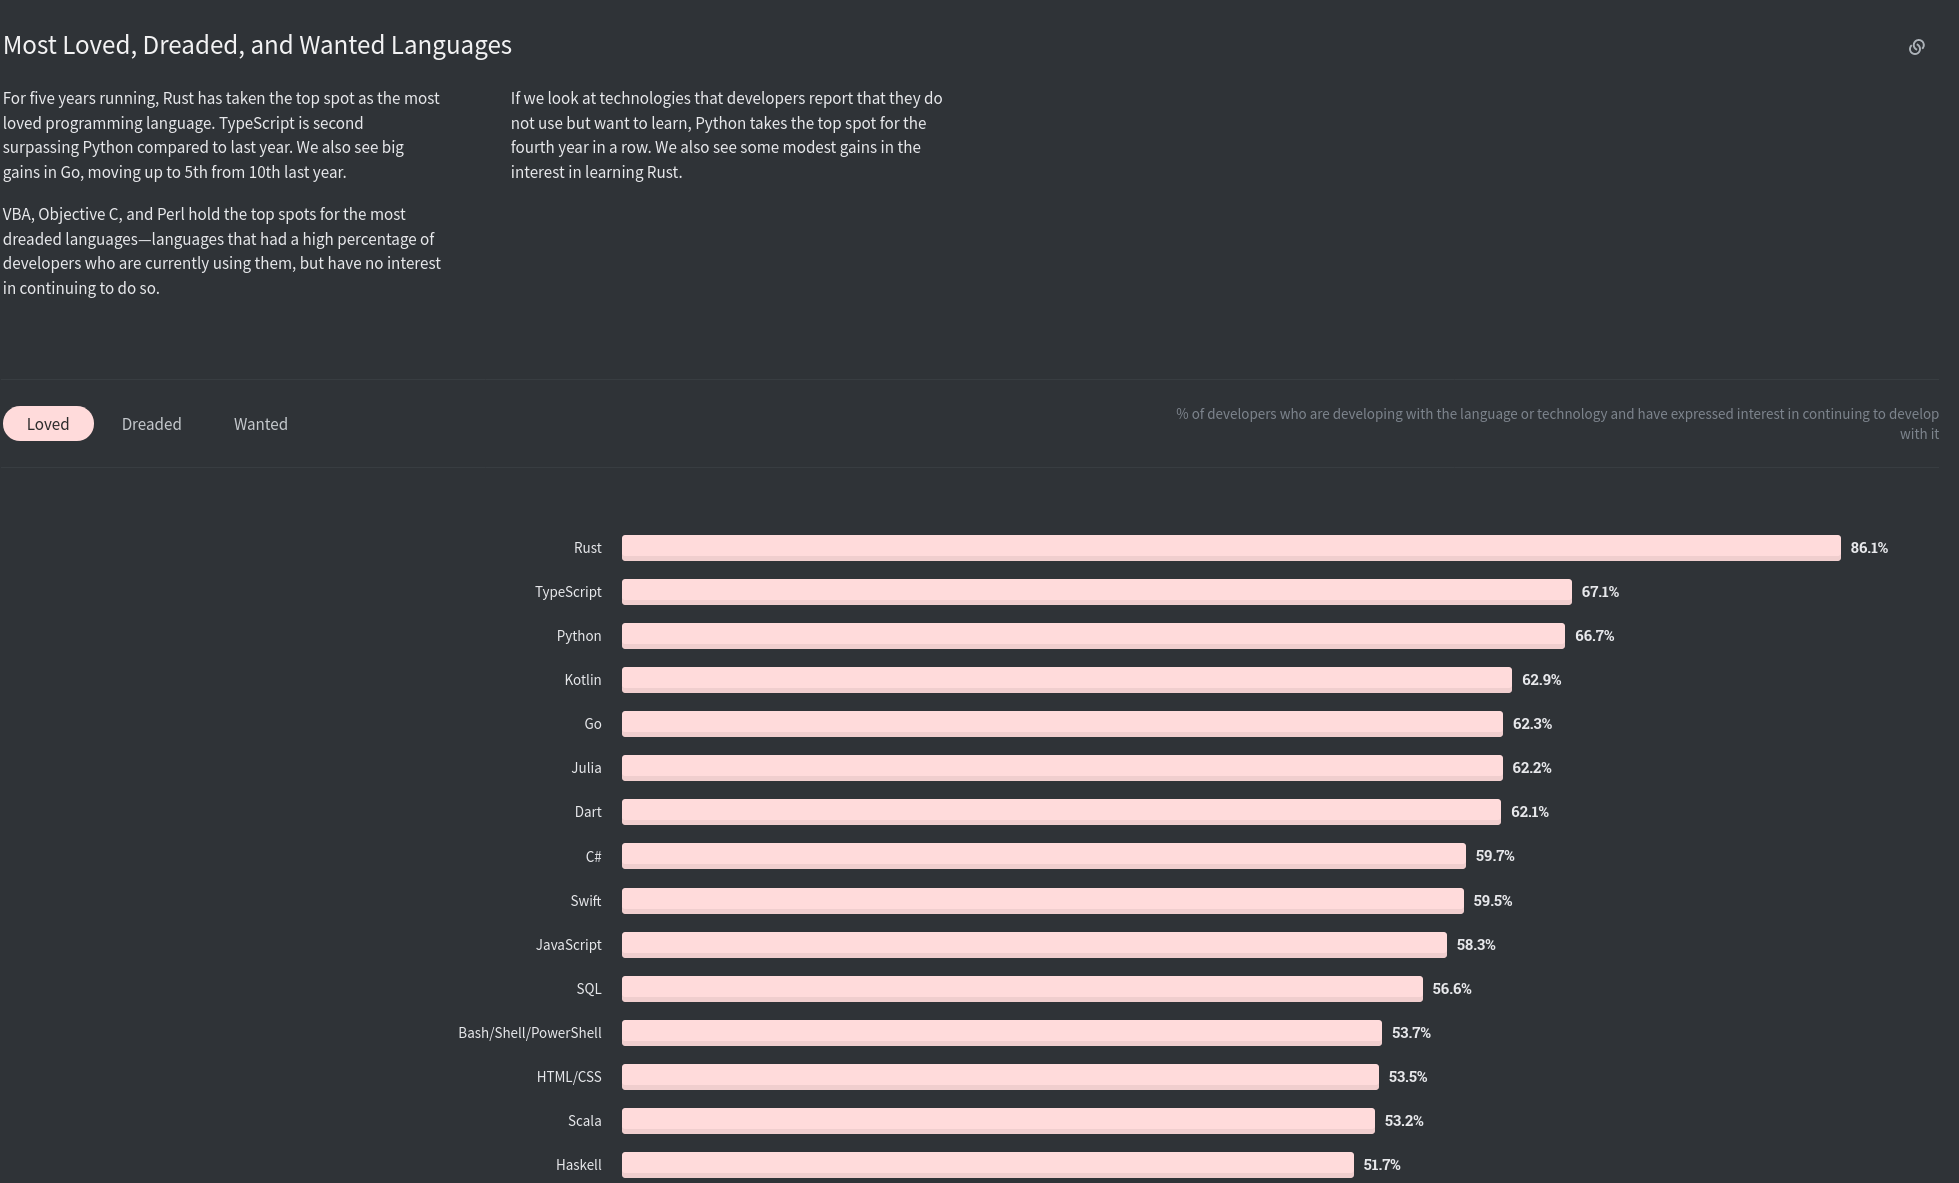 Most Loved, Dreaded, and Wanted Languages
For five years running, Rust has taken the top spot as the most
loved programming language. TypeScript is second
surpassing Python compared to last year. We also see big
gains in Go, moving up to 5th from 10th last year.
VBA, Objective C, and Perl hold the top spots for the most
dreaded languages—languages that had a high percentage of
developers who are currently using them, but have no interest
in continuing to do so.
If we look at technologies that developers report that they do
not use but want to learn, Python takes the top spot for the
fourth year in a row. We also see some modest gains in the
interest in learning Rust.
Loved Dreaded Wanted
% of developers who are developing with the language or technology and have expressed interest in continuing to develop
with it
Rust 86.1%
TypeScript 67.1%
Python 66.7%
Kotlin 62.9%
Go 62.3%
Julia 62.2%
Dart 62.1%
C# 59.7%
Swift 59.5%
JavaScript 58.3%
SQL 56.6%
Bash/Shell/PowerShell 53.7%
HTML/CSS 53.5%
Scala 53.2%
Haskell 51.7%